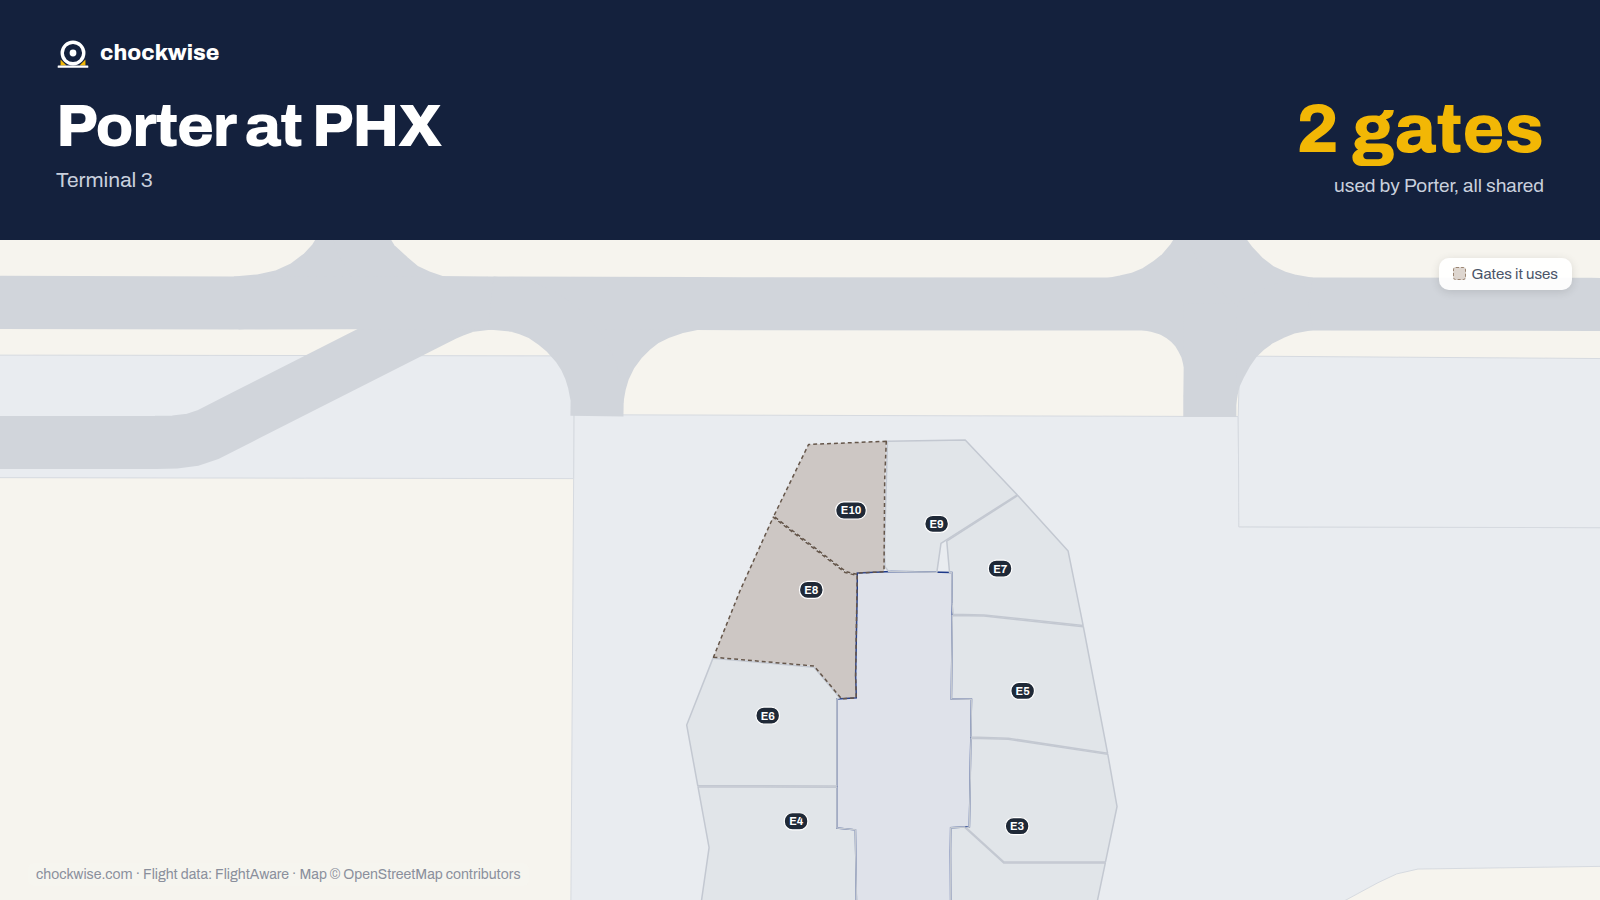 chockwise
Porter at PHX
Terminal 3
2 gates
used by Porter, all shared
Gates it uses
E10
E9
E7
E8
E5
E6
E4
E3
chockwise.com · Flight data: FlightAware · Map © OpenStreetMap contributors